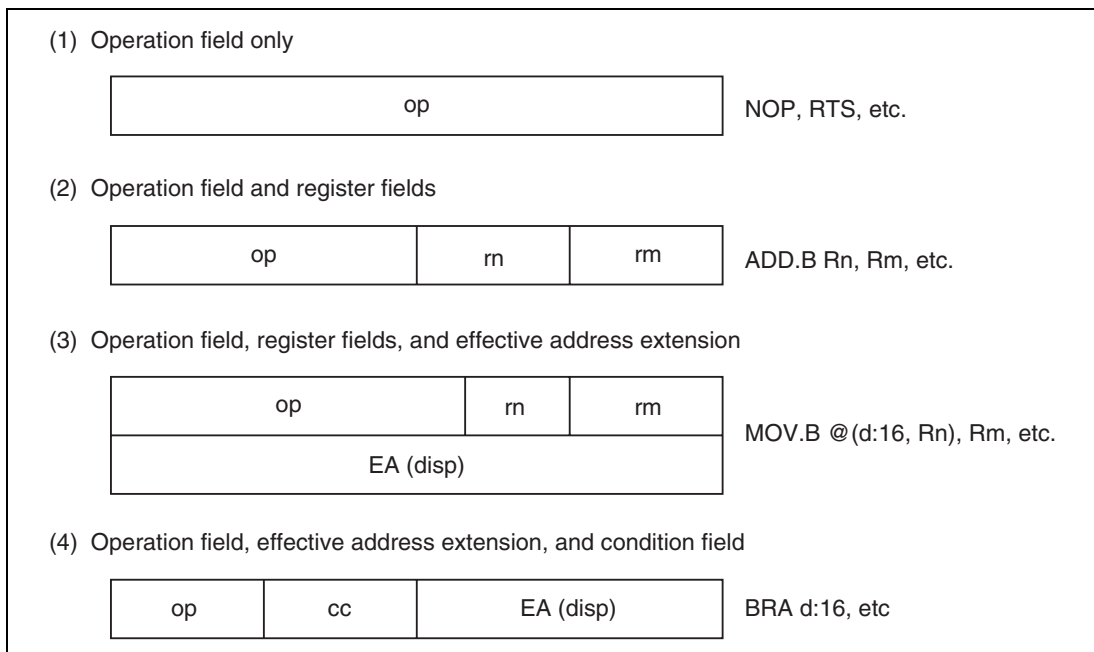 (1) Operation field only
op
NOP, RTS, etc.
(2) Operation field and register fields
op rn rm
ADD.B Rn, Rm, etc.
(3) Operation field, register fields, and effective address extension
op rn rm
EA (disp)
MOV.B @(d:16, Rn), Rm, etc.
(4) Operation field, effective address extension, and condition field
op cc EA (disp)
BRA d:16, etc